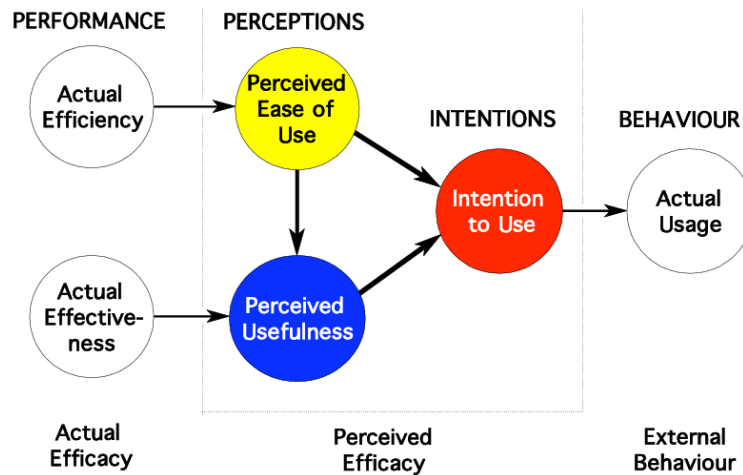 PERFORMANCE
PERCEPTIONS
Actual
Efficiency
Perceived
Ease of
Use
INTENTIONS
BEHAVIOUR
Intention
to Use
Actual
Usage
Actual
Effective-
ness
Perceived
Usefulness
Actual
Efficacy
Perceived
Efficacy
External
Behaviour